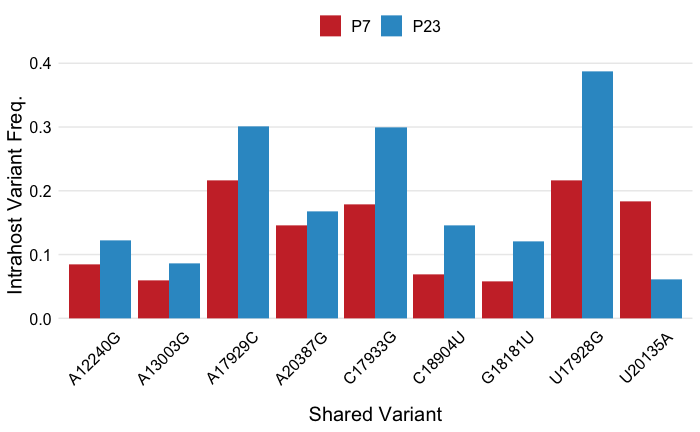 P7 P23
Intrahost Variant Freq.
0.4
0.3
0.2
0.1
0.0
A12240G A13003G A17929C A20387G C17933G C18904U G18181U U17928G U20135A
Shared Variant